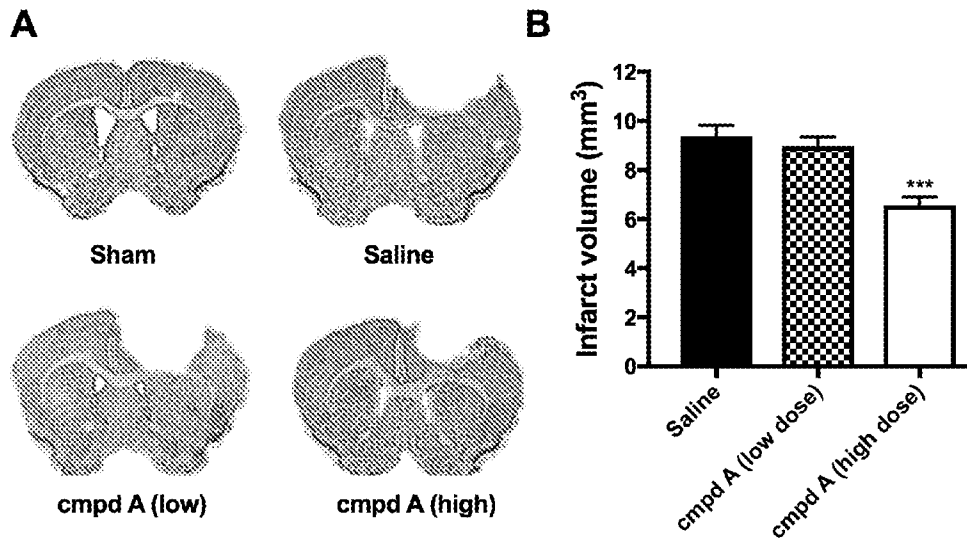 A
Sham
Saline
cmpd A (low)
cmpd A (high)
B
Infarct volume (mm³)
12
10
8
6
4
2
0
***
Saline
cmpd A (low dose)
cmpd A (high dose)